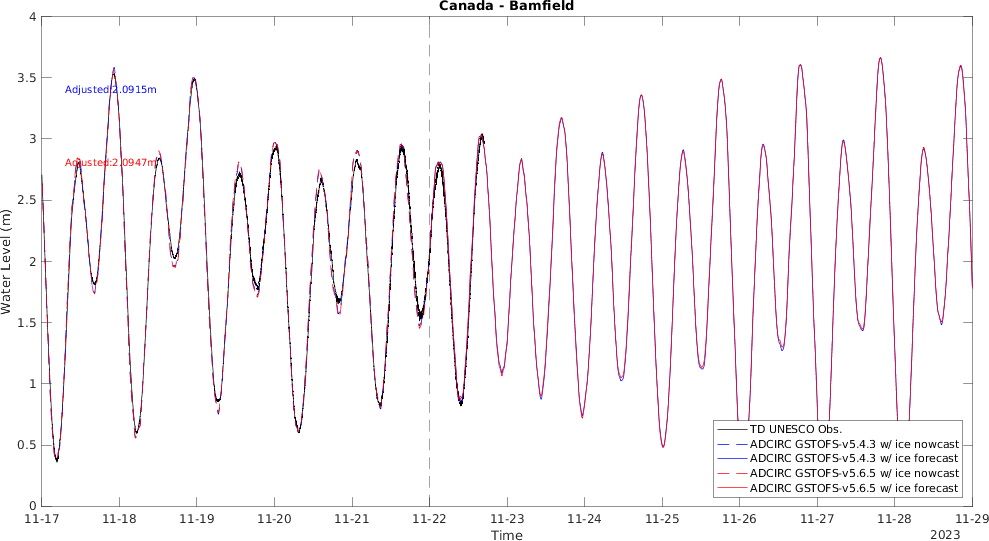 Canada - Bamfield
4
3.5
3
2.5
2
1.5
1
0.5
0
Water Level (m)
Adjusted:2.0915m
Adjusted:2.0947m
TD UNESCO Obs.
ADCIRC GSTOFS-v5.4.3 w/ ice nowcast
ADCIRC GSTOFS-v5.4.3 w/ ice forecast
ADCIRC GSTOFS-v5.6.5 w/ ice nowcast
ADCIRC GSTOFS-v5.6.5 w/ ice forecast
11-17 11-18 11-19 11-20 11-21 11-22 11-23 11-24 11-25 11-26 11-27 11-28 11-29
Time
2023